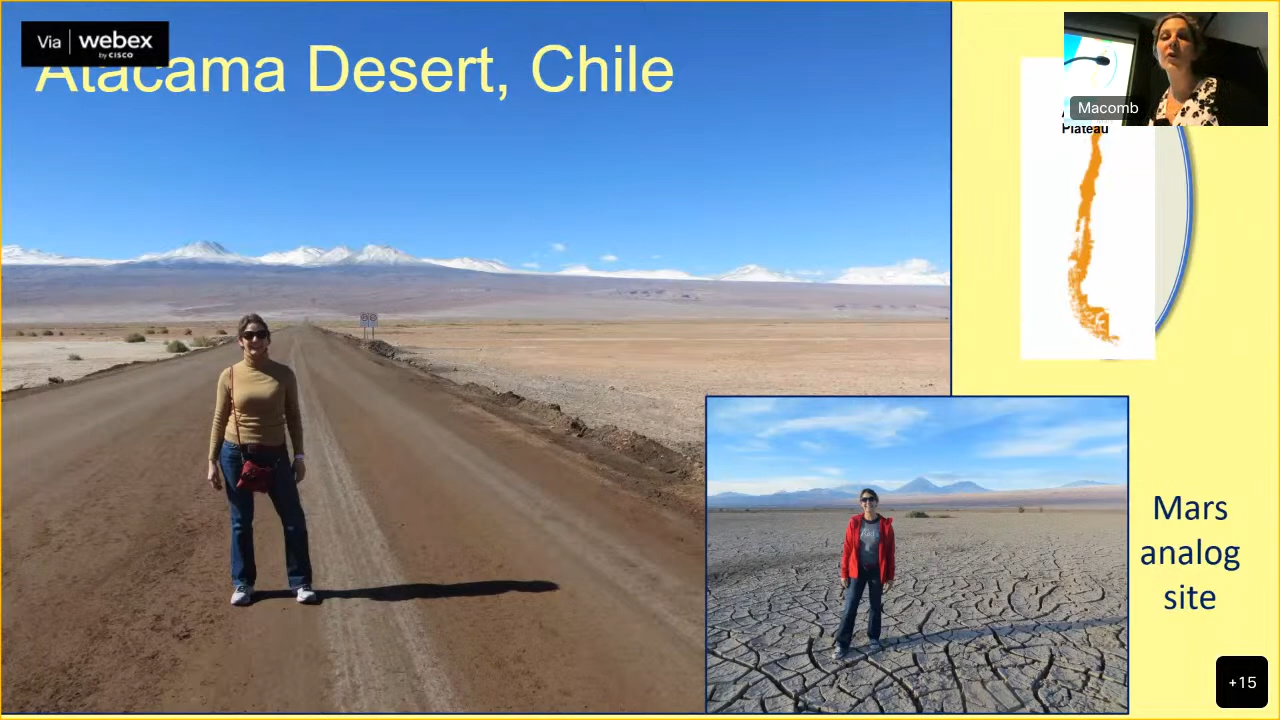 Via webex
by CISCO
Atacama Desert, Chile
Macomb
Plateau
Mars
analog
site
+15